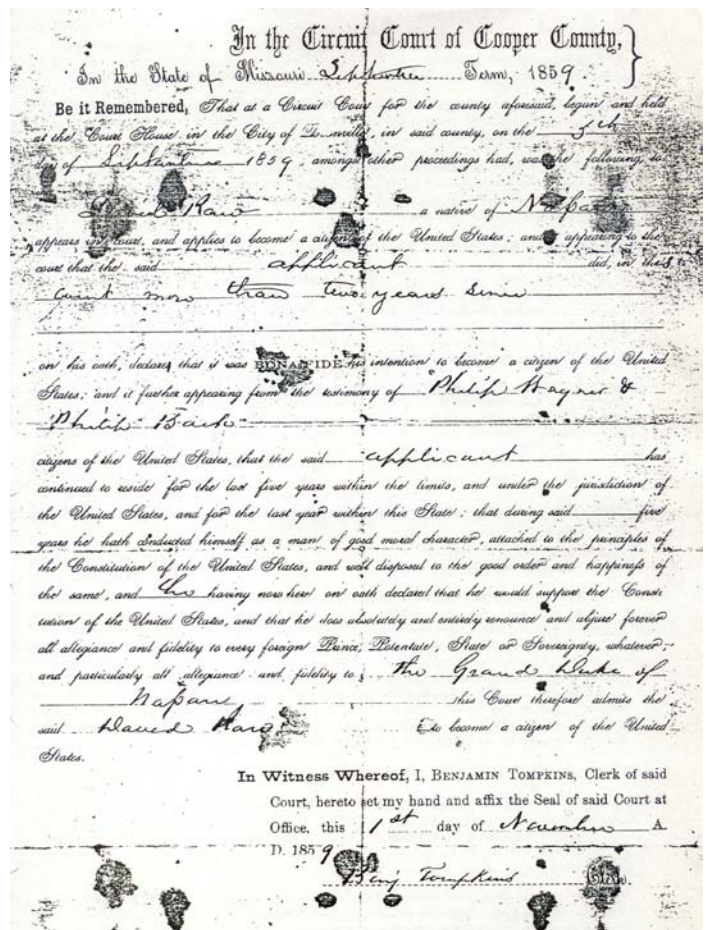 In the Circuit Court of Cooper County,
In the State of Missouri September Term, 1859.
Be it Remembered, That at a Circuit Cour for the county aforesaid, begun and held
at the Court House in the City of Boonville, in said county, on the 5th
day of September 1859, amongst other proceedings had, was the following, to
David Rau a native of Nassau
appears in court, and applies to become a citizen of the United States; and appearing to the
court that the said applicant did, in this
court more than two years since
on his oath, declared that it was BONA FIDE his intention to become a citizen of the United
States; and it further appearing from the testimony of Philip Wagner &
Philip Back
citizens of the United States, that the said applicant has
continued to reside for the last five years within the limits, and under the jurisdiction of
the United States, and for the last year within this State; that during said five
years he hath conducted himself as a man of good moral character, attached to the principles of
the Constitution of the United States, and well disposed to the good order and happiness of
the same, and he having now here on oath declared that he would support the Consti
tution of the United States, and that he does absolutely and entirely renounce and abjure forever
all allegiance and fidelity to every foreign Prince, Potentate, State or Sovereignty, whatever;
and particularly all allegiance and fidelity to the Grand Duke of
Nassau this Court therefore admits the
said David Rau to become a citizen of the United
States.
In Witness Whereof, I, BENJAMIN TOMPKINS, Clerk of said
Court, hereto set my hand and affix the Seal of said Court at
Office, this 1st day of November A.
D. 1859
Benj Tompkins Clerk.